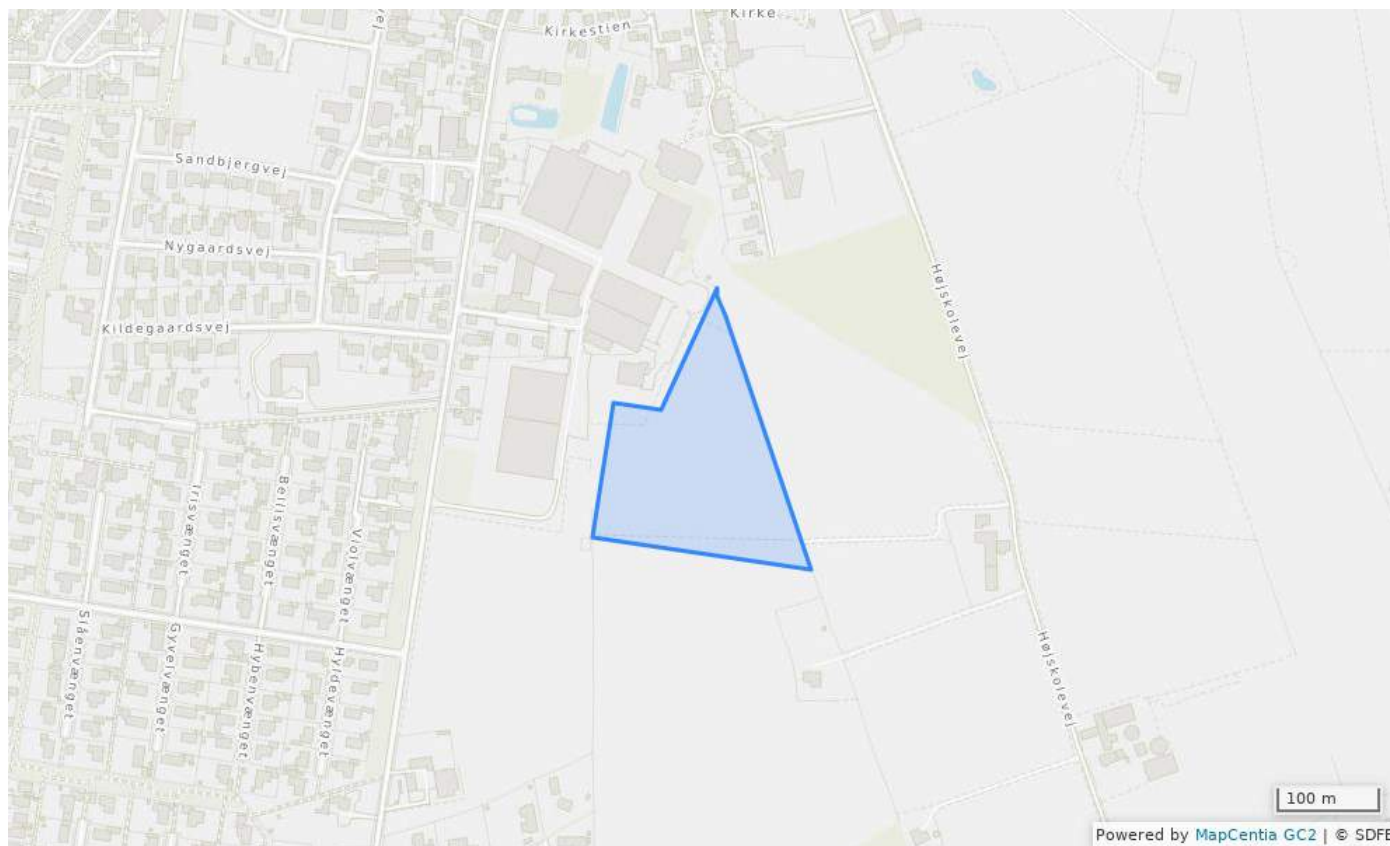 Kirke
Kirkestien
vej
Sandbjergvej
Nygaardsvej
Højskolevej
Kildegaardsvej
Irisvænget
Bellisvænget
Violvænget
Slåenvænget
Gyvelvænget
Hybenvænget
Hyldevænget
Højskolevej
100 m
Powered by MapCentia GC2 | © SDFE